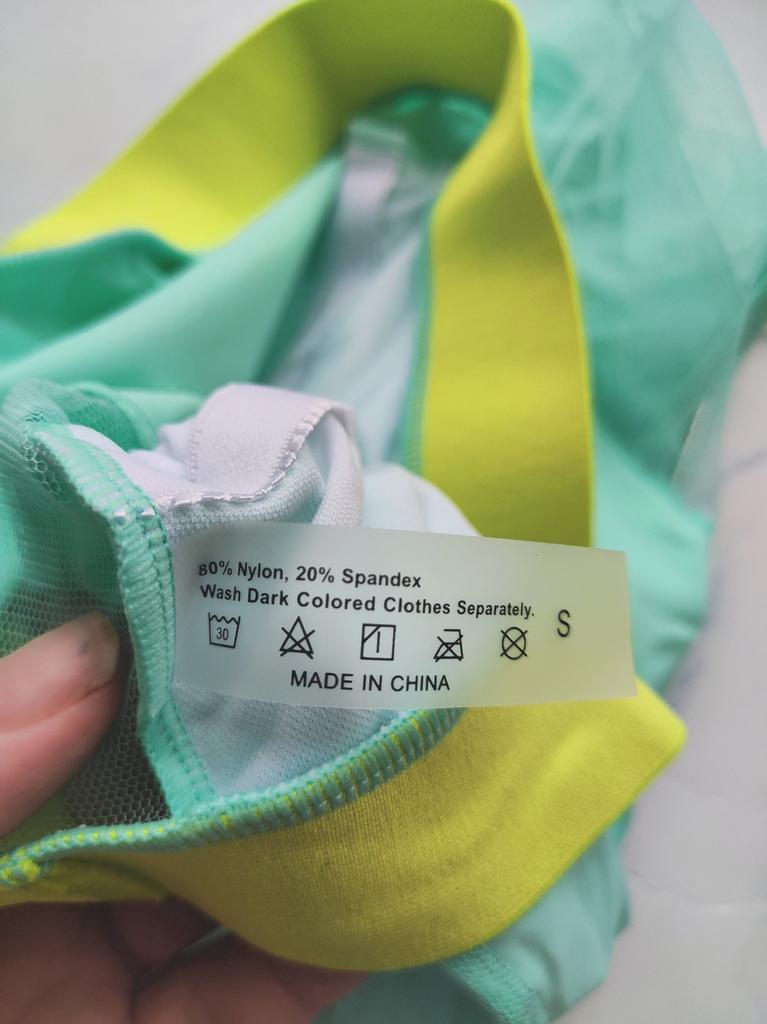 80% Nylon, 20% Spandex
Wash Dark Colored Clothes Separately.
30
S
MADE IN CHINA